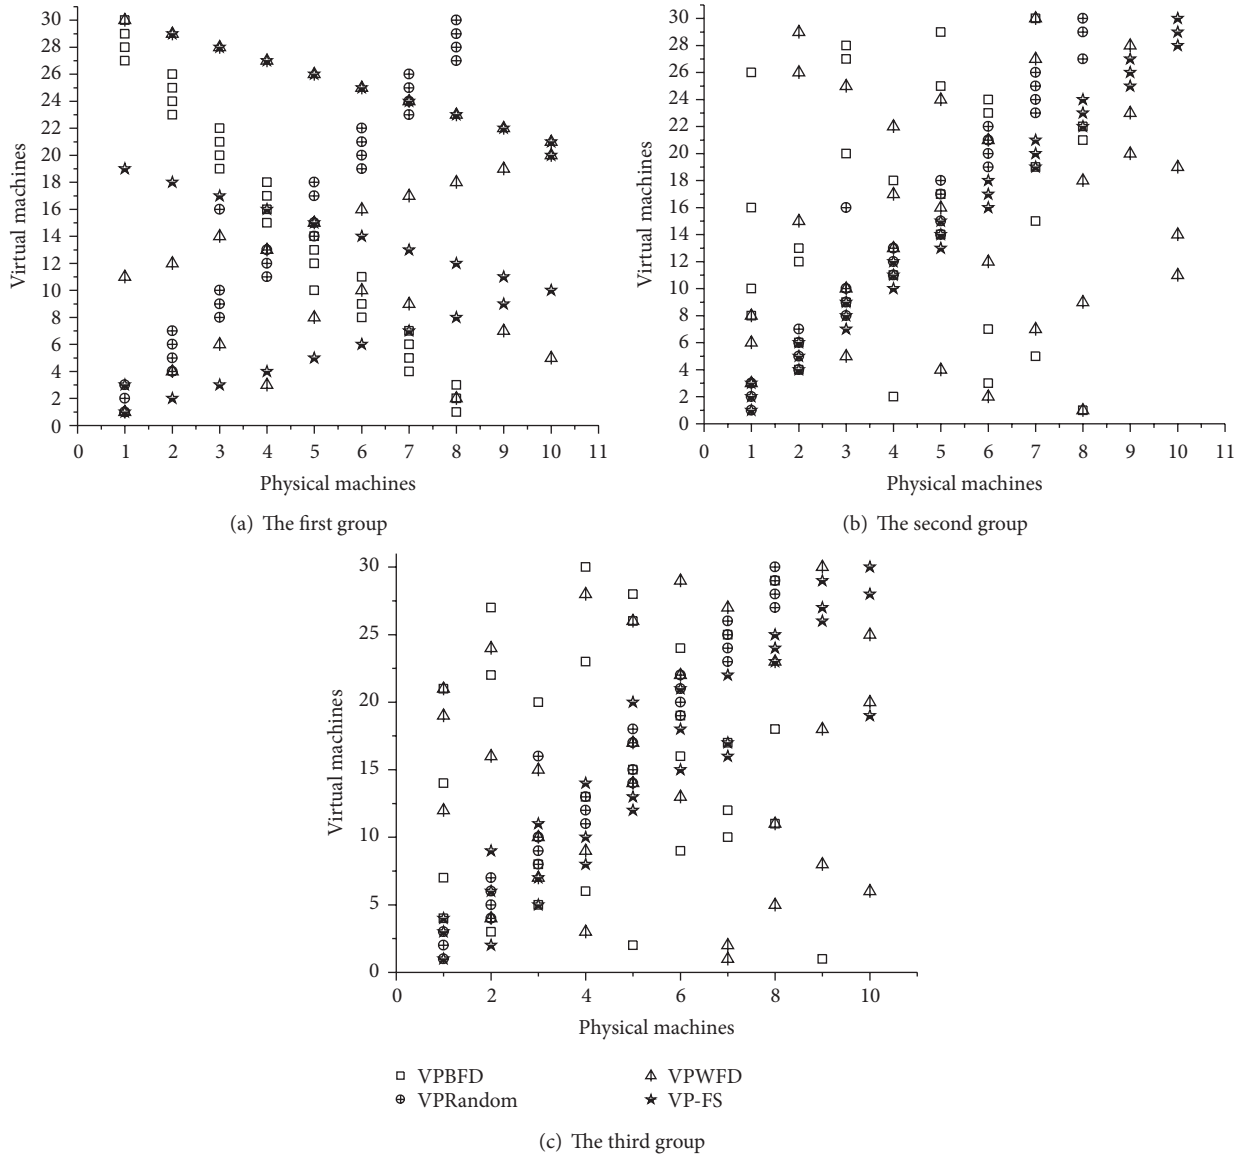 30
28
26
24
22
20
18
16
14
12
10
8
6
4
2
0
Virtual machines
0 1 2 3 4 5 6 7 8 9 10 11
Physical machines
(a) The first group
30
28
26
24
22
20
18
16
14
12
10
8
6
4
2
0
Virtual machines
0 1 2 3 4 5 6 7 8 9 10 11
Physical machines
(b) The second group
30
25
20
15
10
5
0
Virtual machines
0 2 4 6 8 10
Physical machines
VPBFD
VPRandom
VPWFD
VP-FS
(c) The third group